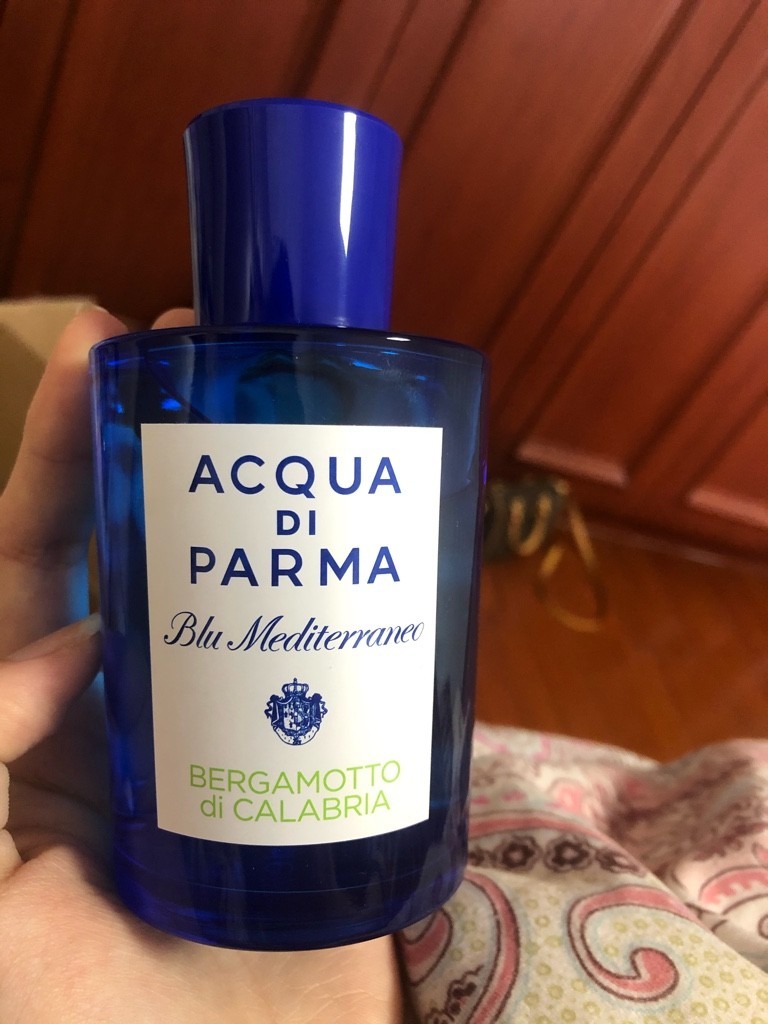 ACQUA
DI
PARMA
Blu Mediterraneo
BERGAMOTTO
di CALABRIA